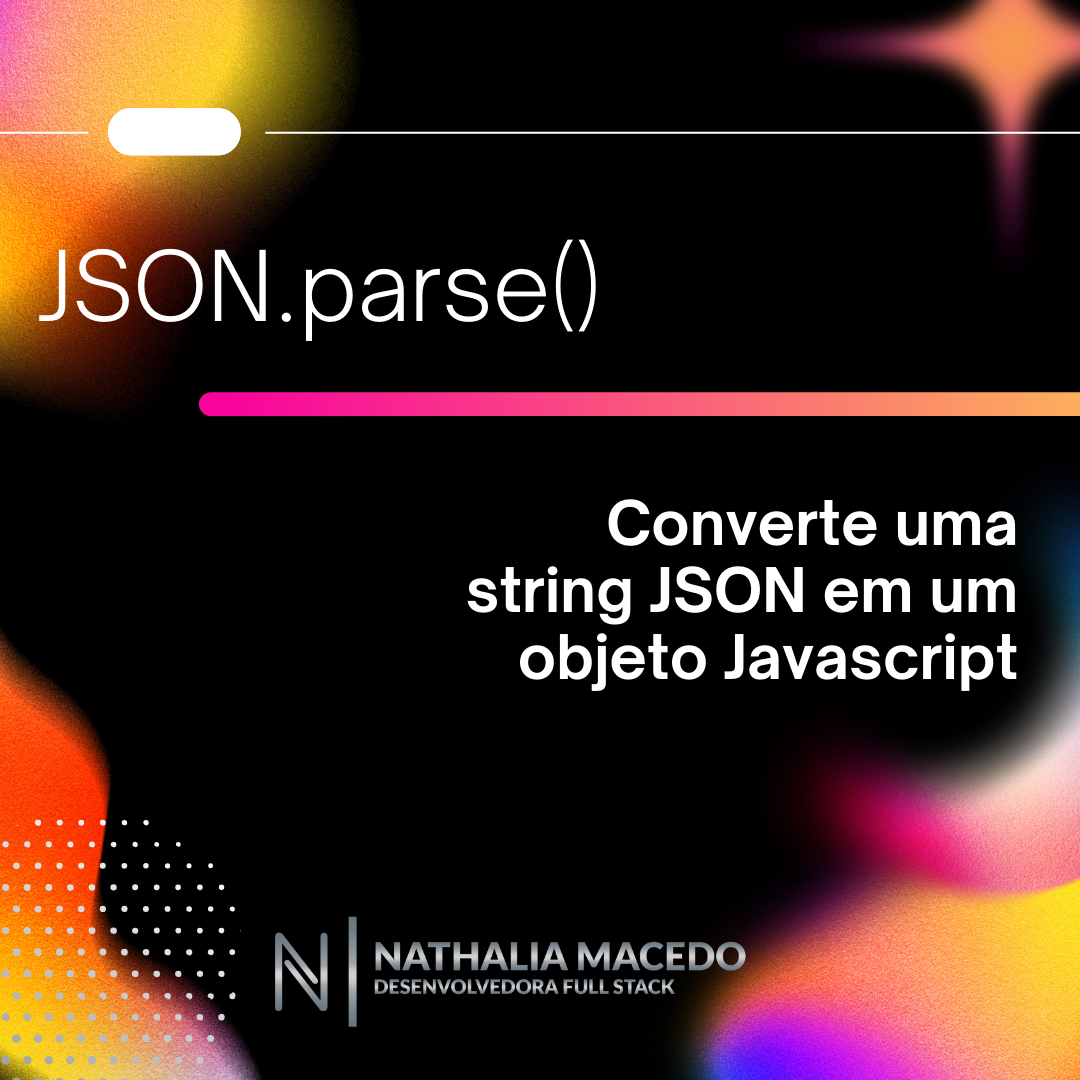 JSON.parse()
Converte uma
string JSON em um
objeto Javascript
N
NATHALIA MACEDO
DESENVOLVEDORA FULL STACK